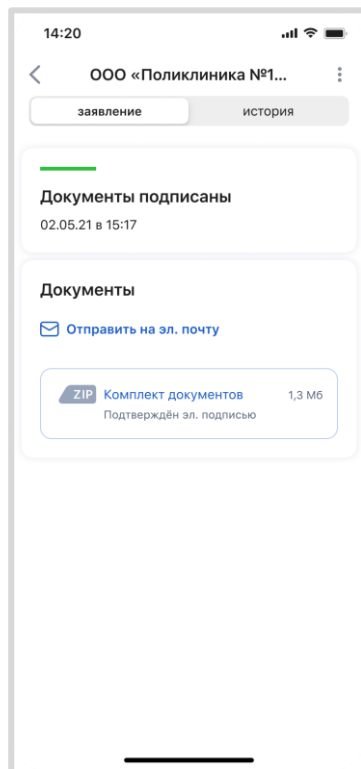 14:20
ООО «Поликлиника №1...
заявление история
Документы подписаны
02.05.21 в 15:17
Документы
Отправить на эл. почту
ZIP Комплект документов 1,3 Мб
Подтверждён эл. подписью